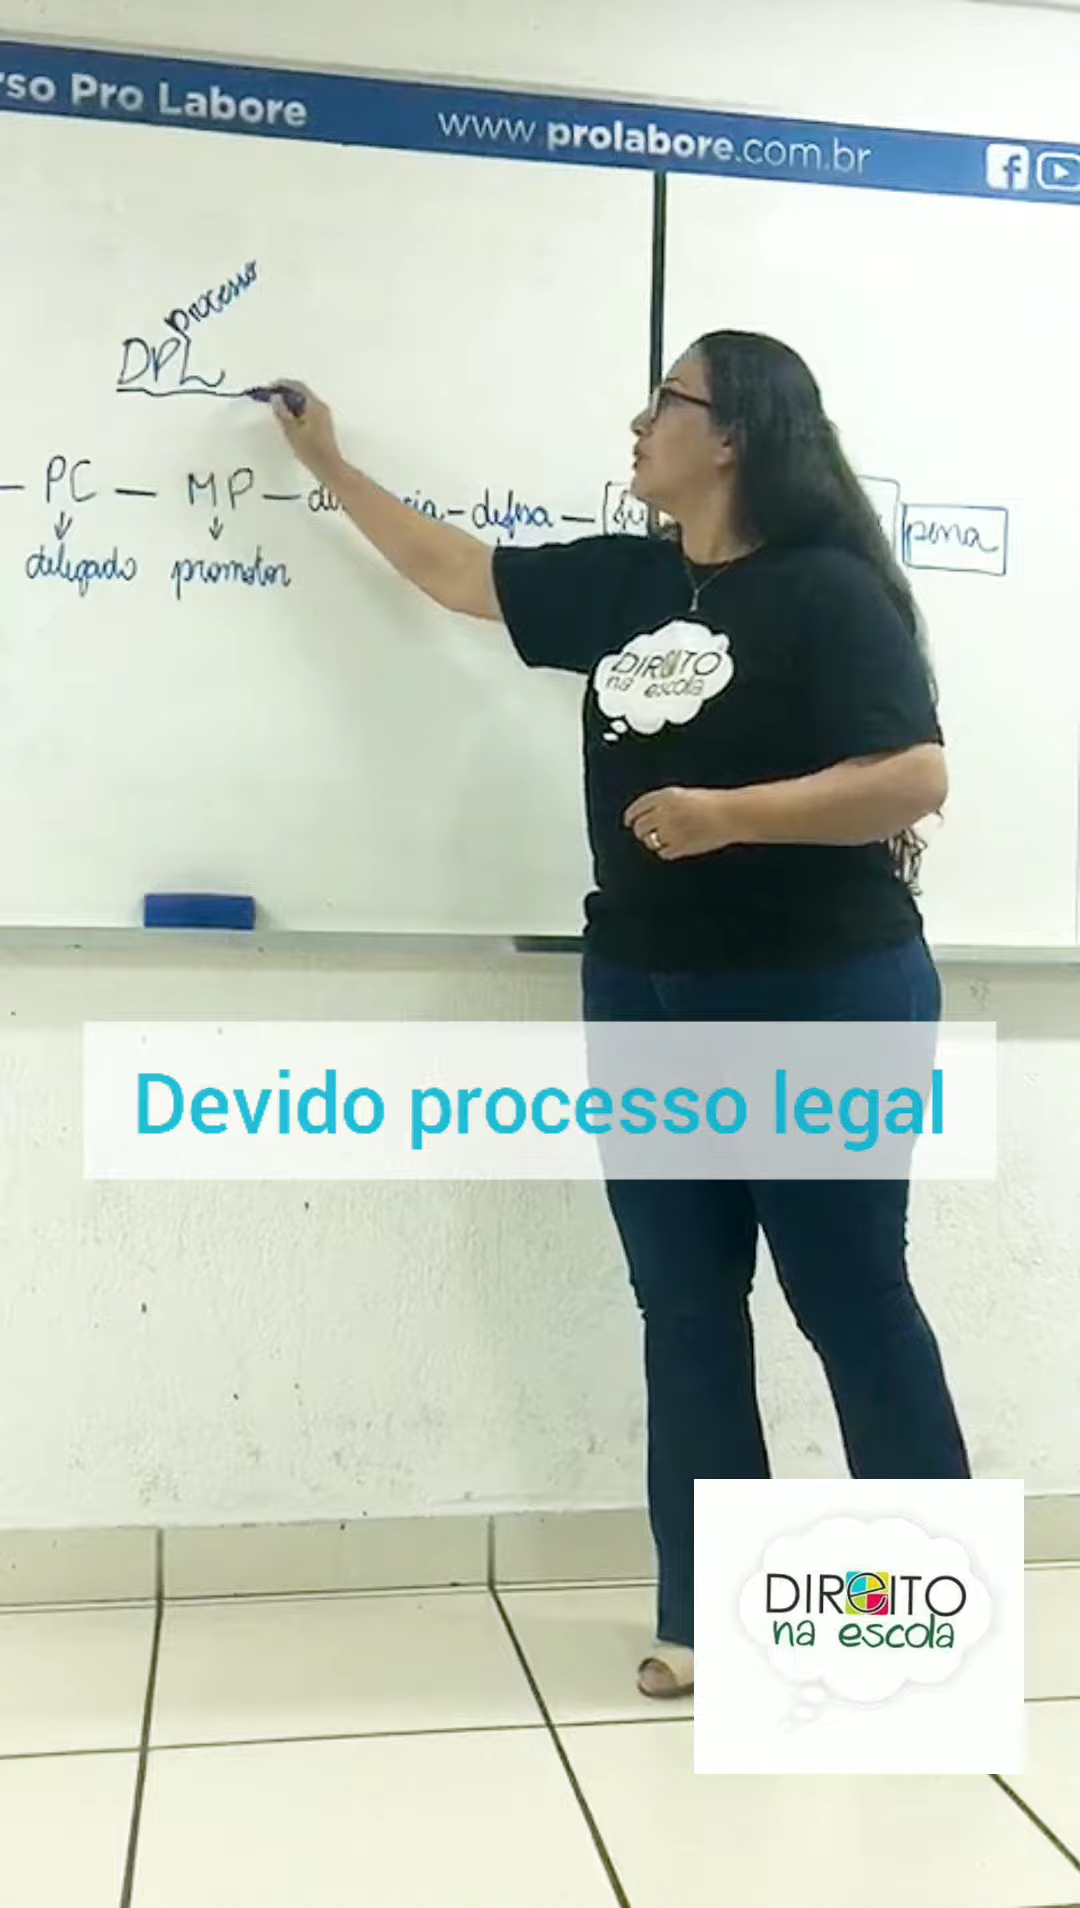 rso Pro Labore
www.prolabore.com.br
processo
DPL
- PC - MP - - defesa - pena
delegado promotor
DIREITO
na escola
Devido processo legal
DIREITO
na escola